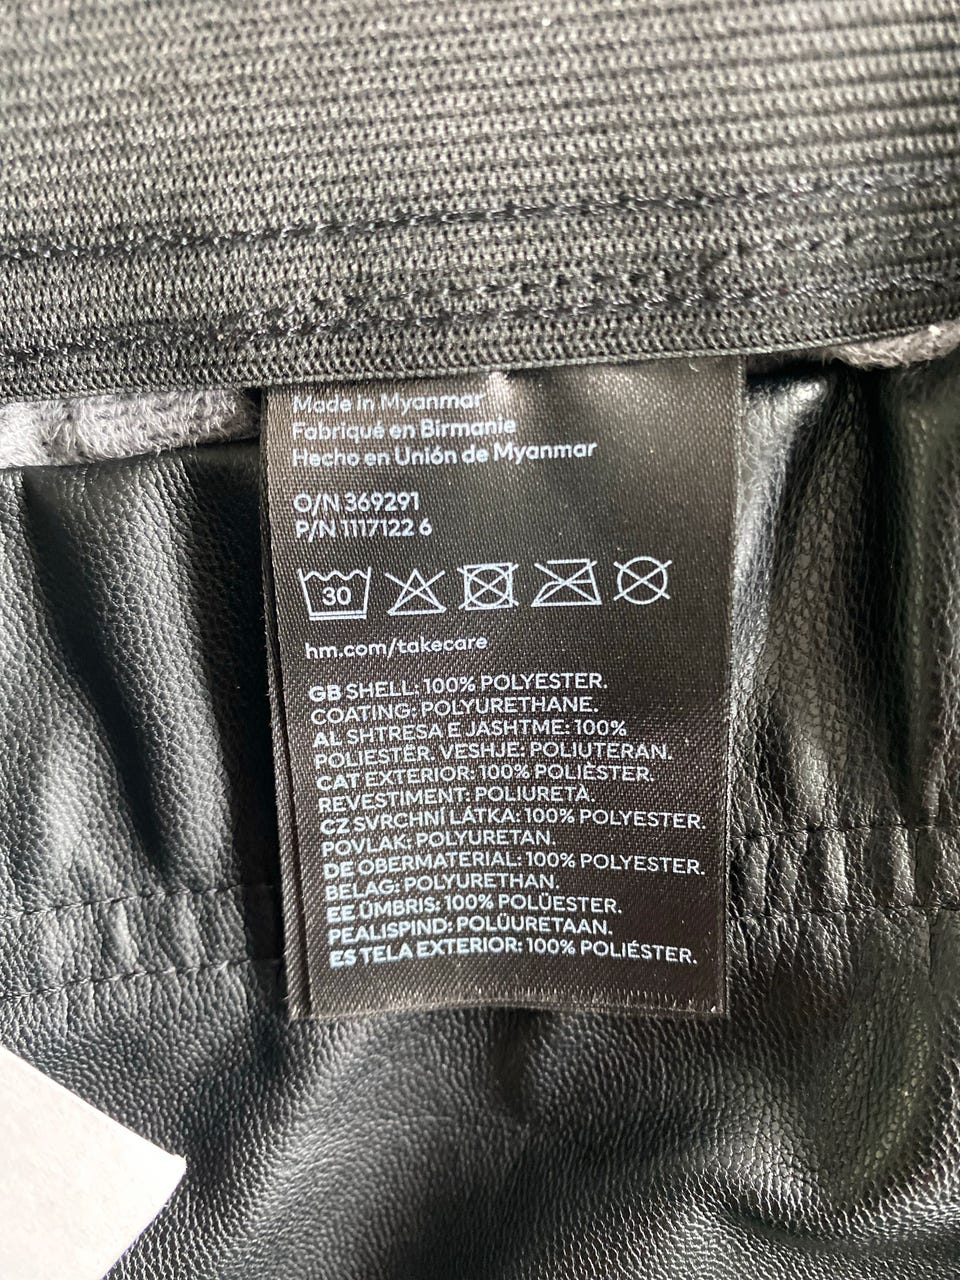 Made in Myanmar
Fabriqué en Birmanie
Hecho en Unión de Myanmar
O/N 369291
P/N 1117122 6
30
hm.com/takecare
GB SHELL: 100% POLYESTER.
COATING: POLYURETHANE.
AL SHTRESA E JASHTME: 100%
POLIESTER. VESHJE: POLIUTERAN.
CAT EXTERIOR: 100% POLIÈSTER.
REVESTIMENT: POLIURETÀ.
CZ SVRCHNÍ LÁTKA: 100% POLYESTER.
POVLAK: POLYURETAN.
DE OBERMATERIAL: 100% POLYESTER.
BELAG: POLYURETHAN.
EE ÜMBRIS: 100% POLÜESTER.
PEALISPIND: POLÜURETAAN.
ES TELA EXTERIOR: 100% POLIÉSTER.